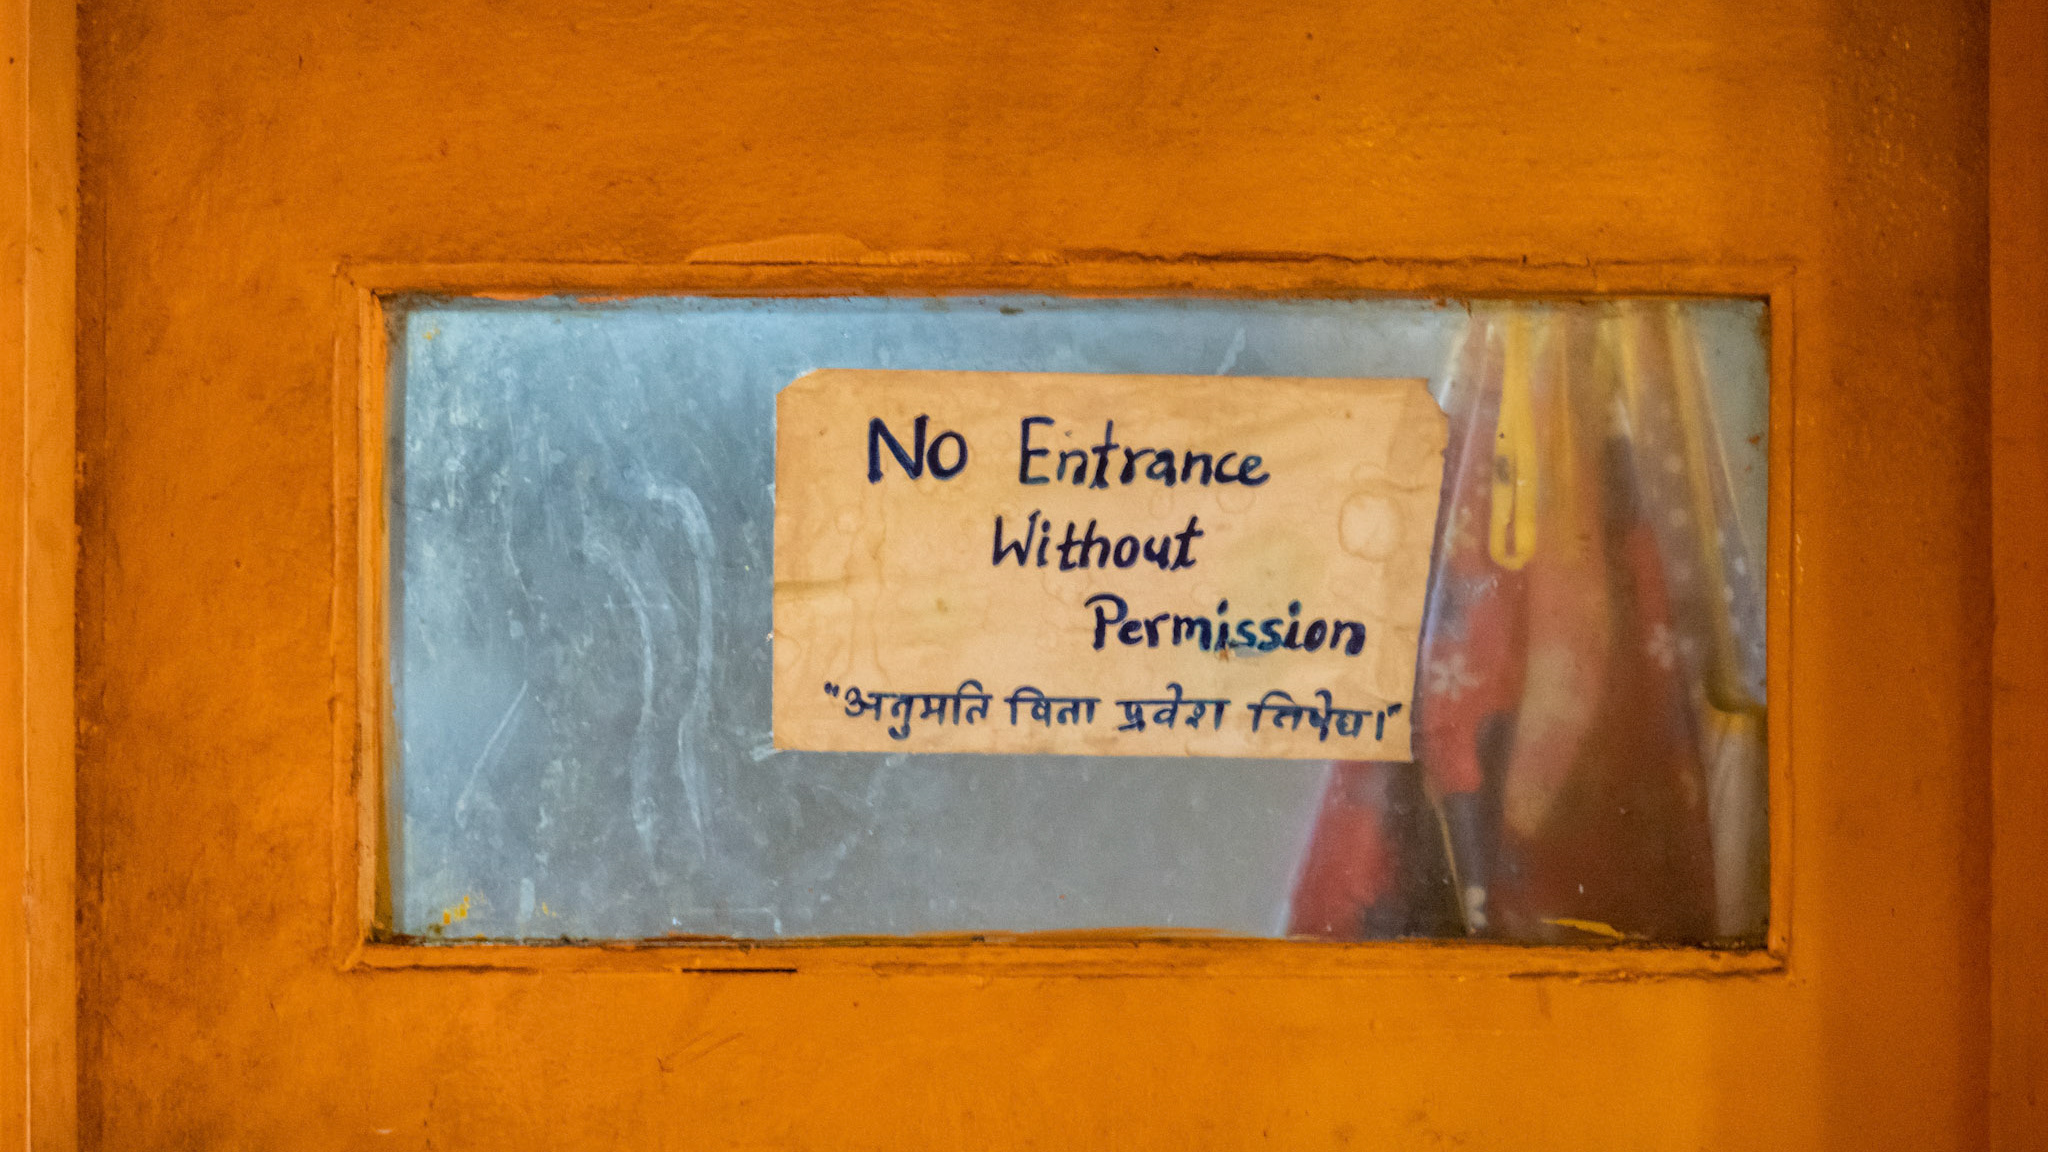 No Entrance
Without
Permission
"अनुमति बिना प्रवेश निषेध।"